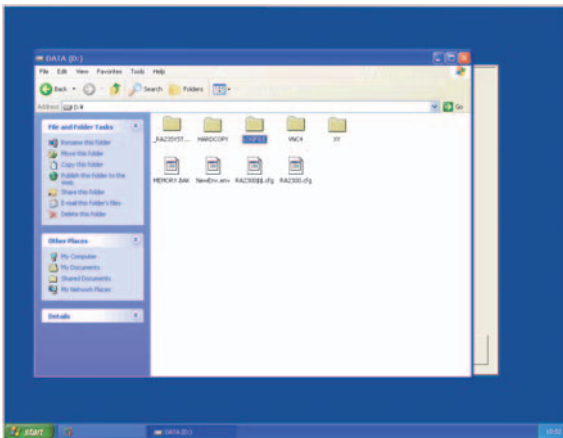 DATA (D:)
File Edit View Favorites Tools Help
Back Search Folders
Address D:¥ Go
File and Folder Tasks
Rename this folder
Move this folder
Copy this folder
Publish this folder to the
Web
Share this folder
E-mail this folder's files
Delete this folder
Other Places
My Computer
My Documents
Shared Documents
My Network Places
Details
HARDCOPY VNC4
MEMORY.BAK NewEnv.env RAZ300.cfg
start DATA (D:)